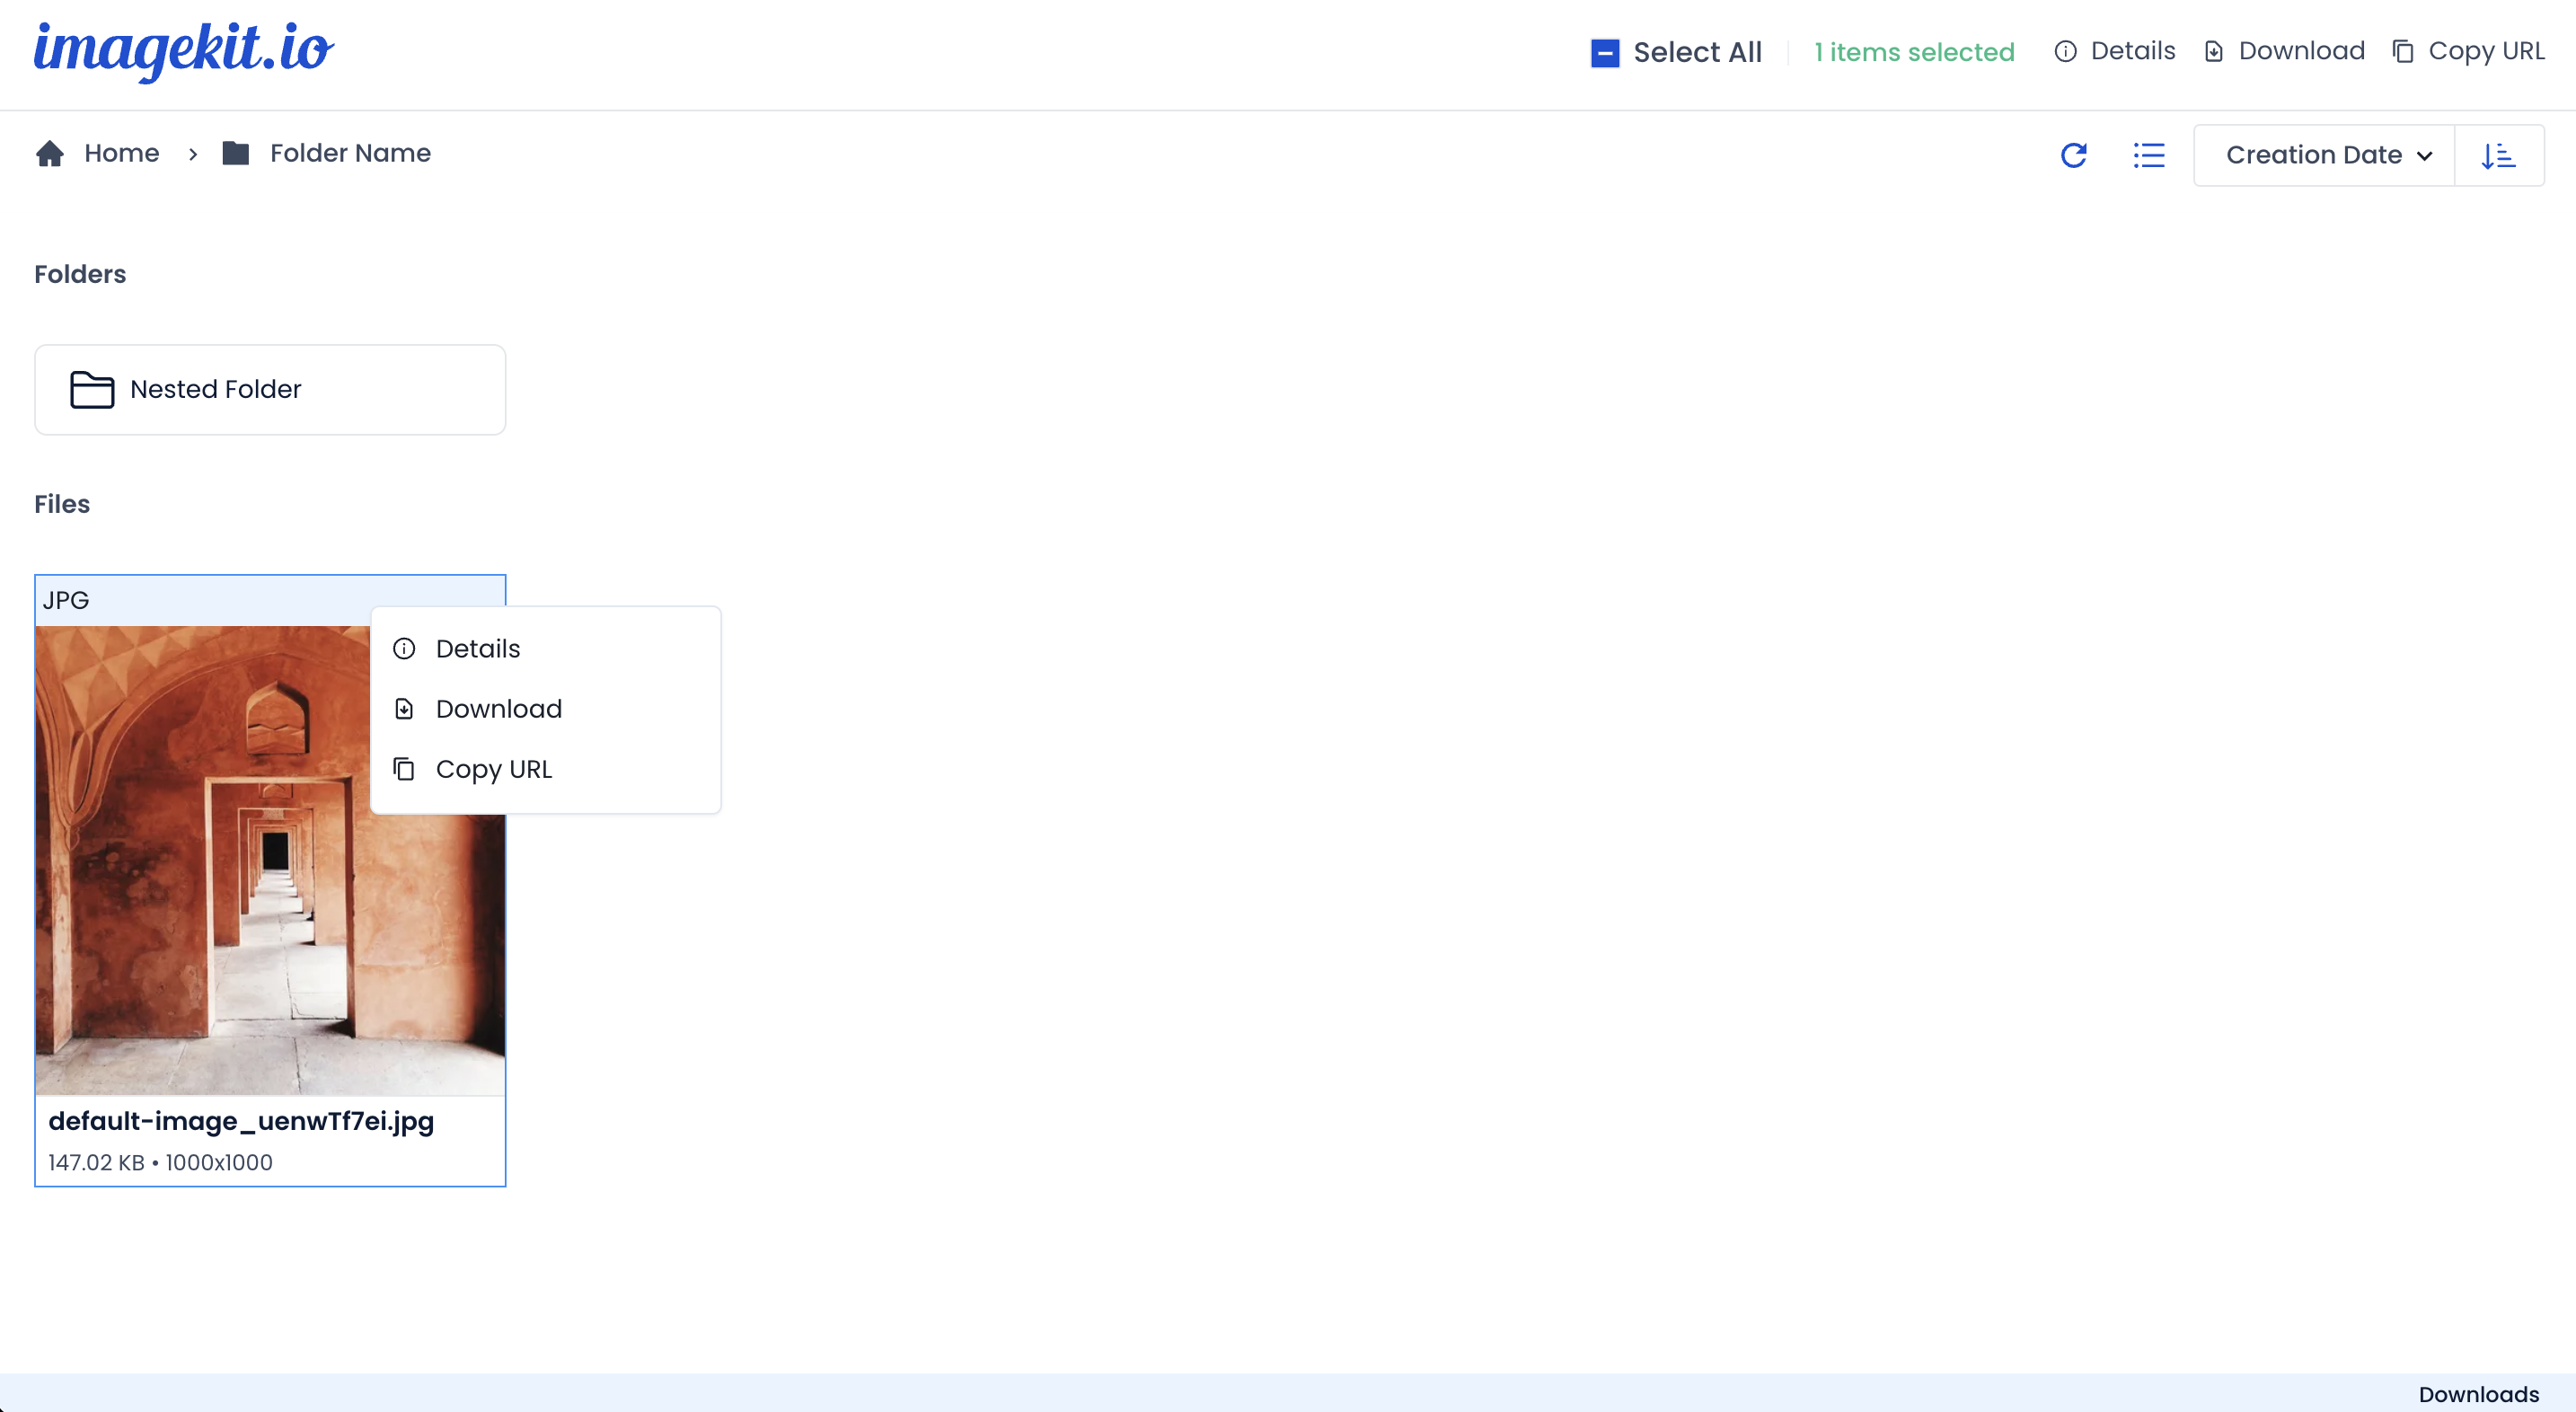 imagekit.io
Select All
1 items selected
Details
Download
Copy URL
Home
Folder Name
Creation Date
Folders
Nested Folder
Files
JPG
Details
Download
Copy URL
default-image_uenwTf7ei.jpg
147.02 KB • 1000x1000
Downloads